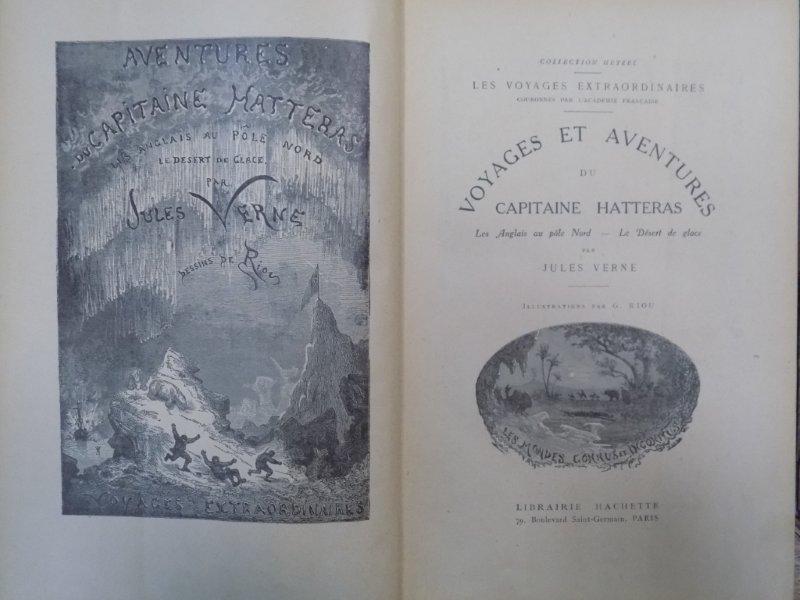 AVENTURES
DU CAPITAINE HATTERAS
LES ANGLAIS AU PÔLE NORD
LE DESERT DE GLACE.
PAR
JULES VERNE
DESSINS DE RIOU
VOYAGES EXTRAORDINAIRES
COLLECTION HETZEL
LES VOYAGES EXTRAORDINAIRES
COURONNÉS PAR L'ACADÉMIE FRANÇAISE
VOYAGES ET AVENTURES
DU
CAPITAINE HATTERAS
Les Anglais au pôle Nord — Le Désert de glace
PAR
JULES VERNE
ILLUSTRATIONS PAR G. RIOU
LES MONDES CONNUS ET INCONNUS
LIBRAIRIE HACHETTE
79, Boulevard Saint-Germain, PARIS